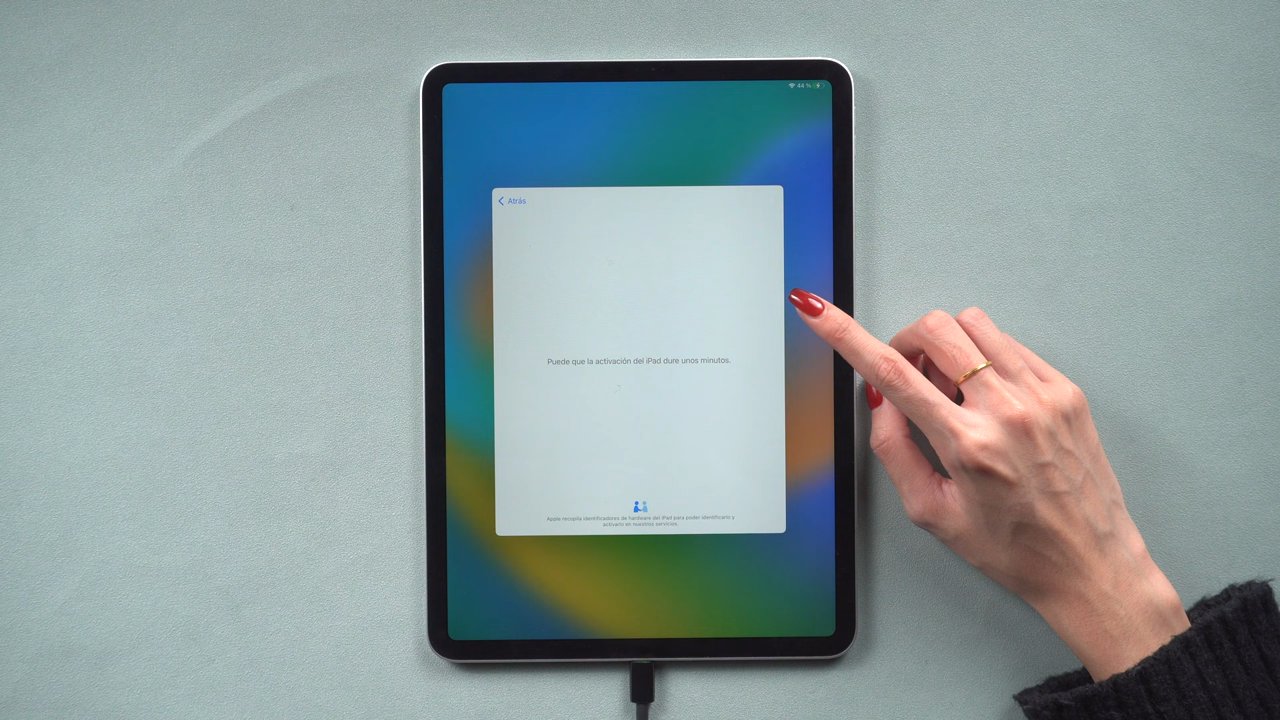 44 %
Atrás
Puede que la activación del iPad dure unos minutos.
Apple recopila identificadores de hardware del iPad para poder identificarlo y
activarlo en nuestros servicios.